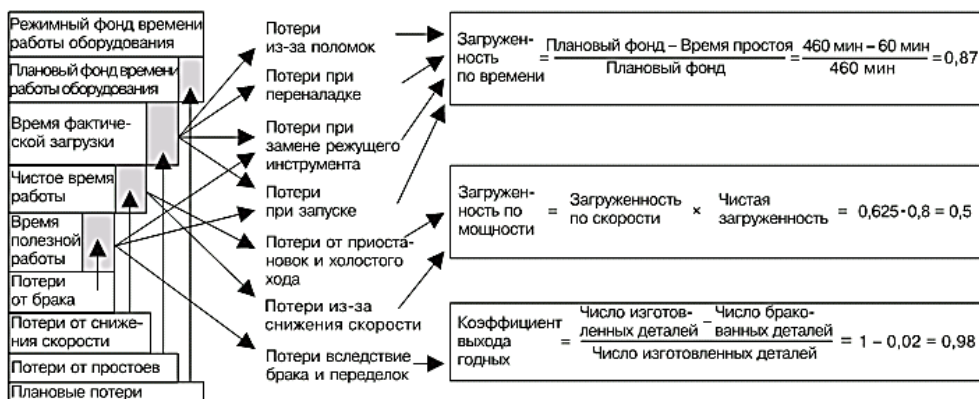 Режимный фонд времени
работы оборудования
Плановый фонд времени
работы оборудования
Время фактиче-
ской загрузки
Чистое время
работы
Время
полезной
работы
Потери
от брака
Потери от сниже-
ния скорости
Потери от простоев
Плановые потери
Потери
из-за поломок
Потери при
переналадке
Потери при
замене режущего
инструмента
Потери
при запуске
Потери от приоста-
новок и холостого
хода
Потери из-за
снижения скорости
Потери вследствие
брака и переделок
Загружен-
ность
по времени
= Плановый фонд – Время простоя = 460 мин – 60 мин = 0,87
Плановый фонд 460 мин
Загружен-
ность по
мощности
= Загруженность
по скорости
× Чистая
загруженность
= 0,625·0,8 = 0,5
Коэффициент
выхода
годных
= Число изготов-
ленных деталей
– Число брако-
ванных деталей
Число изготовленных деталей
= 1 – 0,02 = 0,98